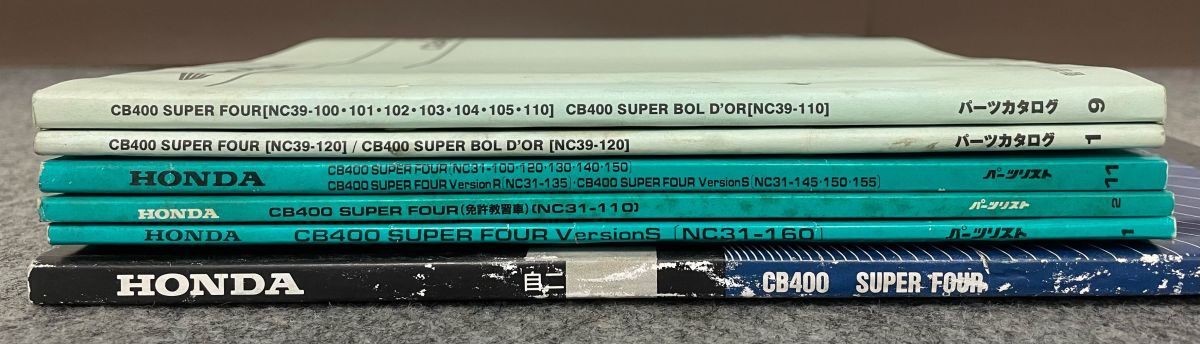 CB400 SUPER FOUR[NC39-100・101・102・103・104・105・110] CB400 SUPER BOL D'OR[NC39-110] パーツカタログ 9
CB400 SUPER FOUR [NC39-120] / CB400 SUPER BOL D'OR [NC39-120] パーツカタログ 1
HONDA CB400 SUPER FOUR(NC31-100・120・130・140・150) パーツリスト 11
CB400 SUPER FOUR VersionR(NC31-135)・CB400 SUPER FOUR VersionS(NC31-145・150・155)
HONDA CB400 SUPER FOUR(免許教習車)(NC31-110) パーツリスト 2
HONDA CB400 SUPER FOUR VersionS (NC31-160) パーツリスト 1
HONDA 自二 CB400 SUPER FOUR